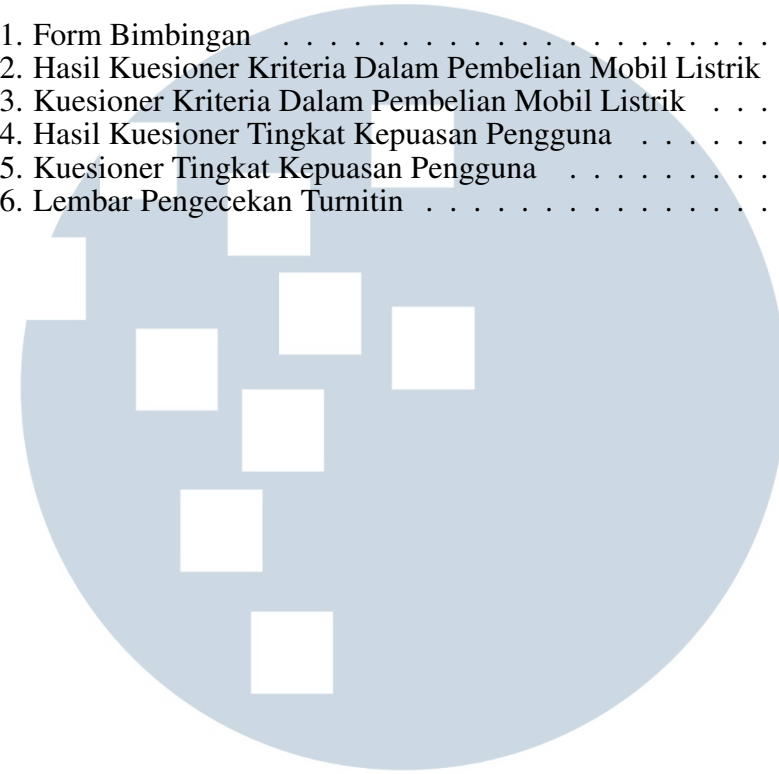 1. Form Bimbingan . . . . . . . . . . . . . . . . . . . . .
2. Hasil Kuesioner Kriteria Dalam Pembelian Mobil Listrik
3. Kuesioner Kriteria Dalam Pembelian Mobil Listrik . . .
4. Hasil Kuesioner Tingkat Kepuasan Pengguna . . . . . .
5. Kuesioner Tingkat Kepuasan Pengguna . . . . . . . . .
6. Lembar Pengecekan Turnitin . . . . . . . . . . . . . . .